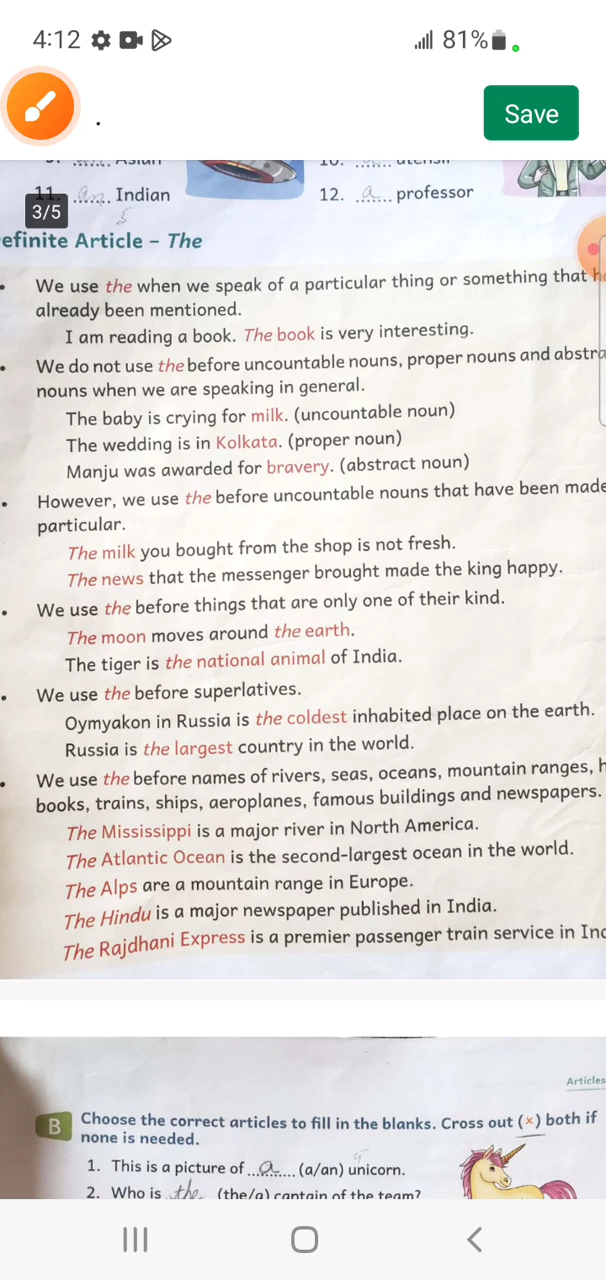 4:12
81%
Save
.
11. an Indian
12. a professor
3/5
efinite Article – The
We use the when we speak of a particular thing or something that
already been mentioned.
I am reading a book. The book is very interesting.
We do not use the before uncountable nouns, proper nouns and abstra
nouns when we are speaking in general.
The baby is crying for milk. (uncountable noun)
The wedding is in Kolkata. (proper noun)
Manju was awarded for bravery. (abstract noun)
However, we use the before uncountable nouns that have been made
particular.
The milk you bought from the shop is not fresh.
The news that the messenger brought made the king happy.
We use the before things that are only one of their kind.
The moon moves around the earth.
The tiger is the national animal of India.
We use the before superlatives.
Oymyakon in Russia is the coldest inhabited place on the earth.
Russia is the largest country in the world.
We use the before names of rivers, seas, oceans, mountain ranges, h
books, trains, ships, aeroplanes, famous buildings and newspapers.
The Mississippi is a major river in North America.
The Atlantic Ocean is the second-largest ocean in the world.
The Alps are a mountain range in Europe.
The Hindu is a major newspaper published in India.
The Rajdhani Express is a premier passenger train service in Ind
Articles
B Choose the correct articles to fill in the blanks. Cross out (×) both if
none is needed.
1. This is a picture of ...a..... (a/an) unicorn.
2. Who is ..the.. (the/a) captain of the team?